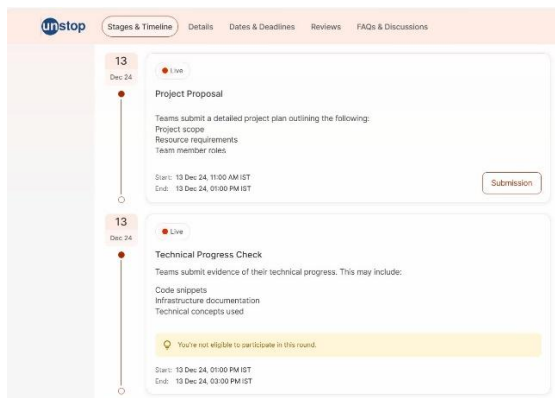 unstop
Stages & Timeline Details Dates & Deadlines Reviews FAQs & Discussions
13
Dec 24
Live
Project Proposal
Teams submit a detailed project plan outlining the following:
Project scope
Resource requirements
Team member roles
Start: 13 Dec 24, 11:00 AM IST
End: 13 Dec 24, 01:00 PM IST
Submission
13
Dec 24
Live
Technical Progress Check
Teams submit evidence of their technical progress. This may include:
Code snippets
Infrastructure documentation
Technical concepts used
You're not eligible to participate in this round.
Start: 13 Dec 24, 01:00 PM IST
End: 13 Dec 24, 03:00 PM IST